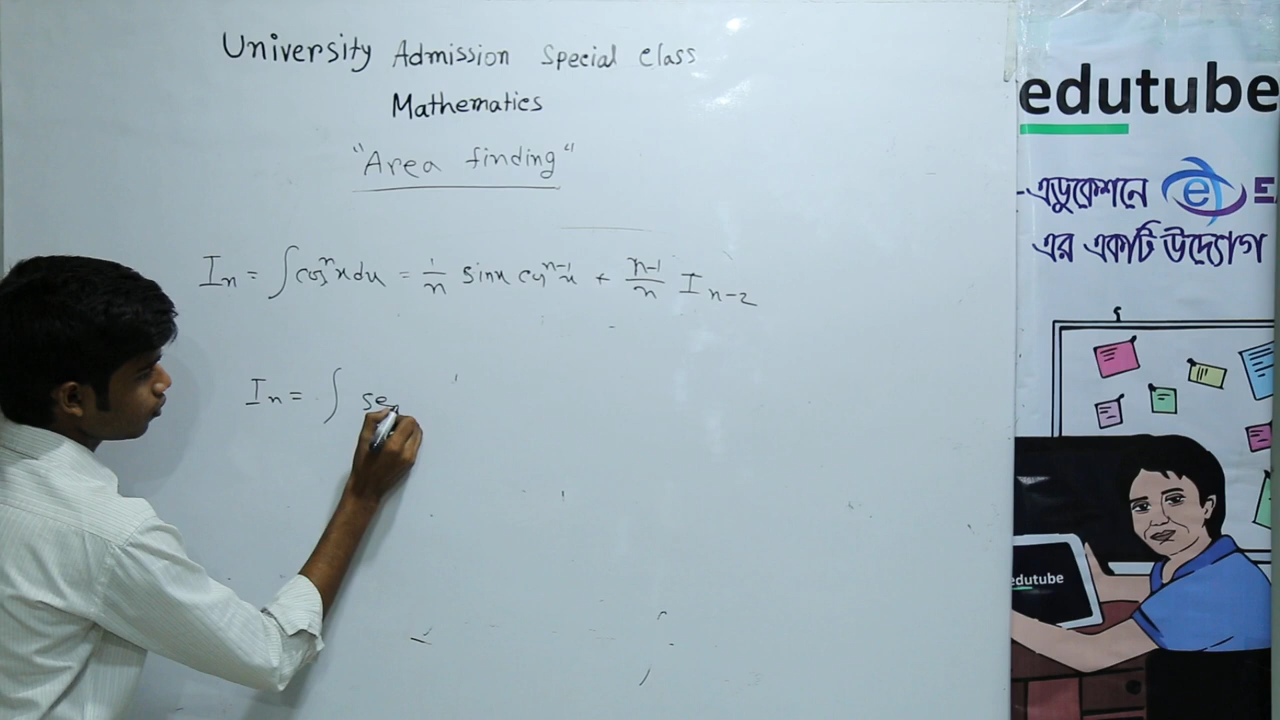 University Admission Special Class
Mathematics
"Area finding"
Iₙ = ∫cosⁿx dx = 1/n sinx cosⁿ⁻¹x + n-1/n Iₙ₋₂
Iₙ = ∫ se
edutube
-এডুকেশনে e E
এর একটি উদ্যোগ
edutube